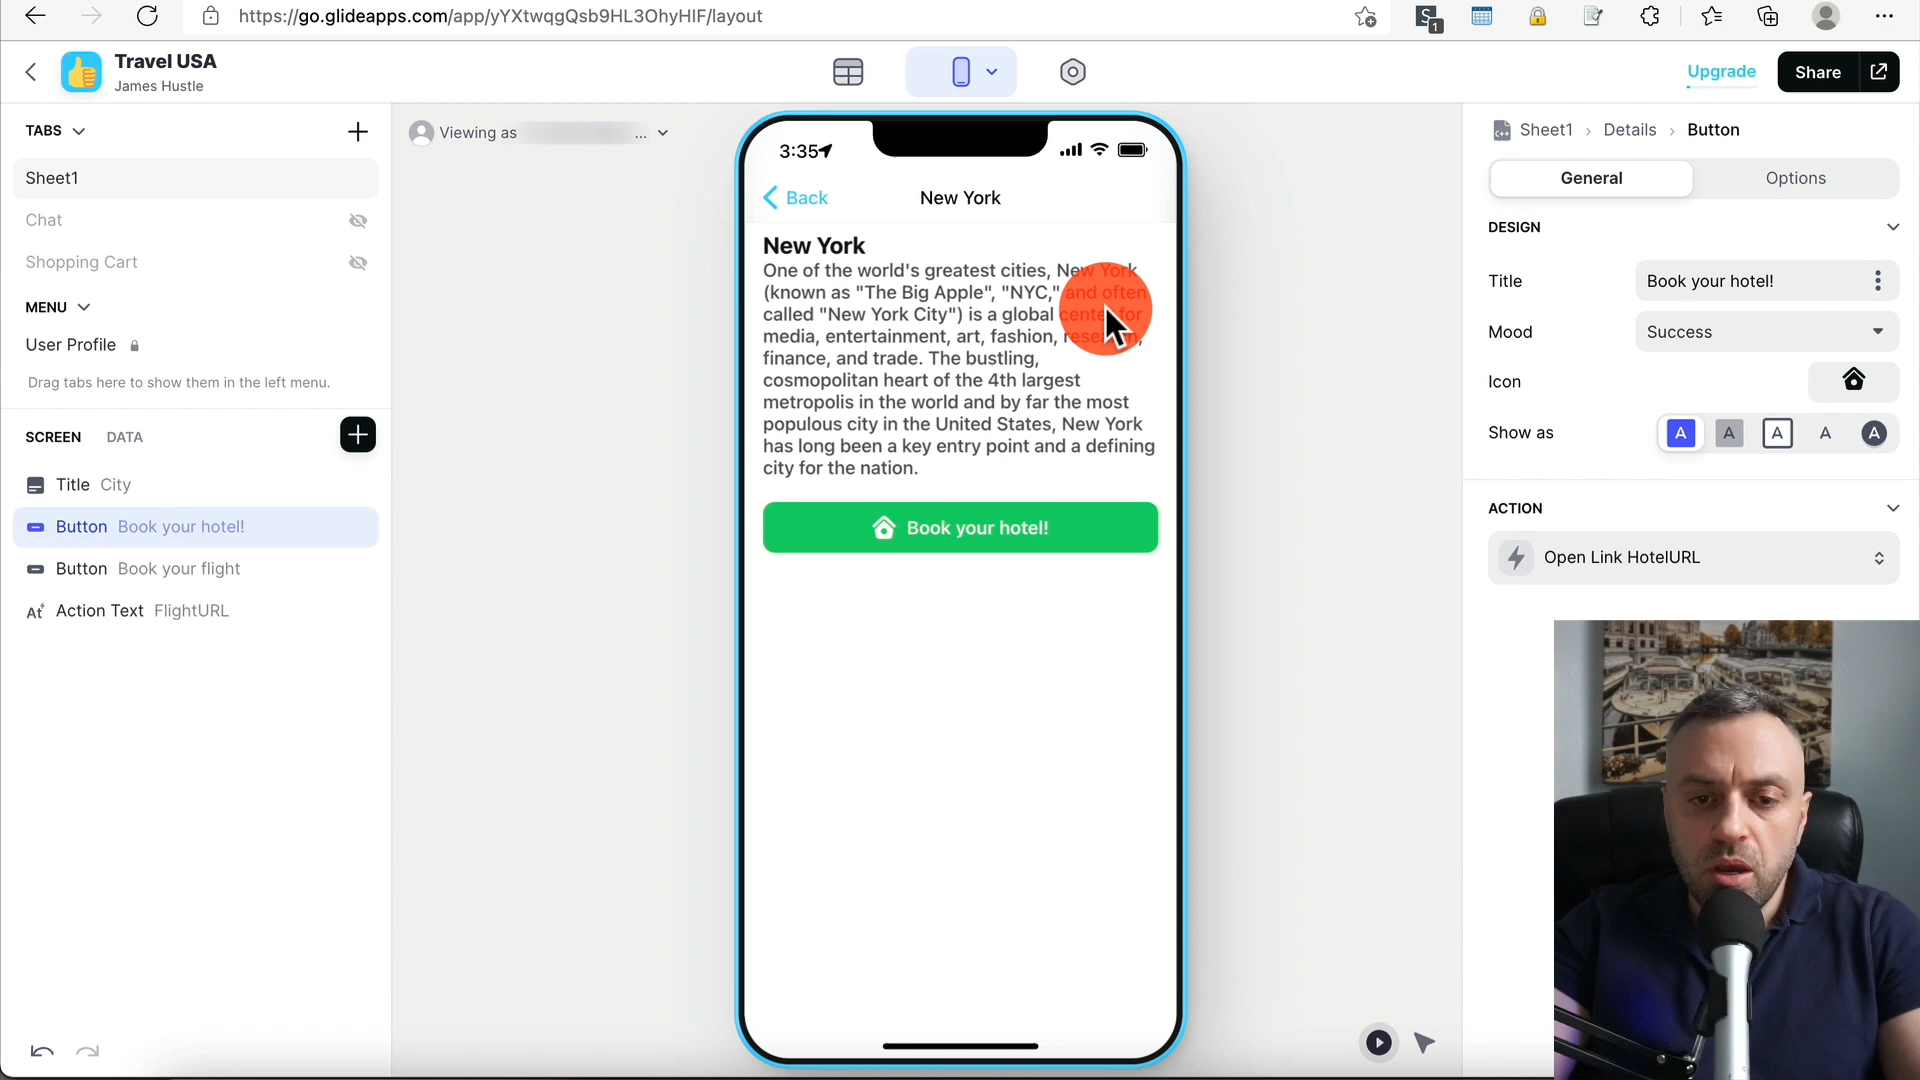 https://go.glideapps.com/app/yYXtwqgQsb9HL3OhyHIF/layout
1
Travel USA
James Hustle
Upgrade
Share
TABS
Sheet1
Chat
Shopping Cart
MENU
User Profile
Drag tabs here to show them in the left menu.
SCREEN
DATA
Title City
Button Book your hotel!
Button Book your flight
Action Text FlightURL
Viewing as
...
3:35
Back
New York
New York
One of the world's greatest cities, New York
(known as "The Big Apple", "NYC," and often
called "New York City") is a global center for
media, entertainment, art, fashion, research,
finance, and trade. The bustling,
cosmopolitan heart of the 4th largest
metropolis in the world and by far the most
populous city in the United States, New York
has long been a key entry point and a defining
city for the nation.
Book your hotel!
Sheet1 › Details › Button
General
Options
DESIGN
Title
Book your hotel!
Mood
Success
Icon
Show as
A A A A A
ACTION
Open Link HotelURL